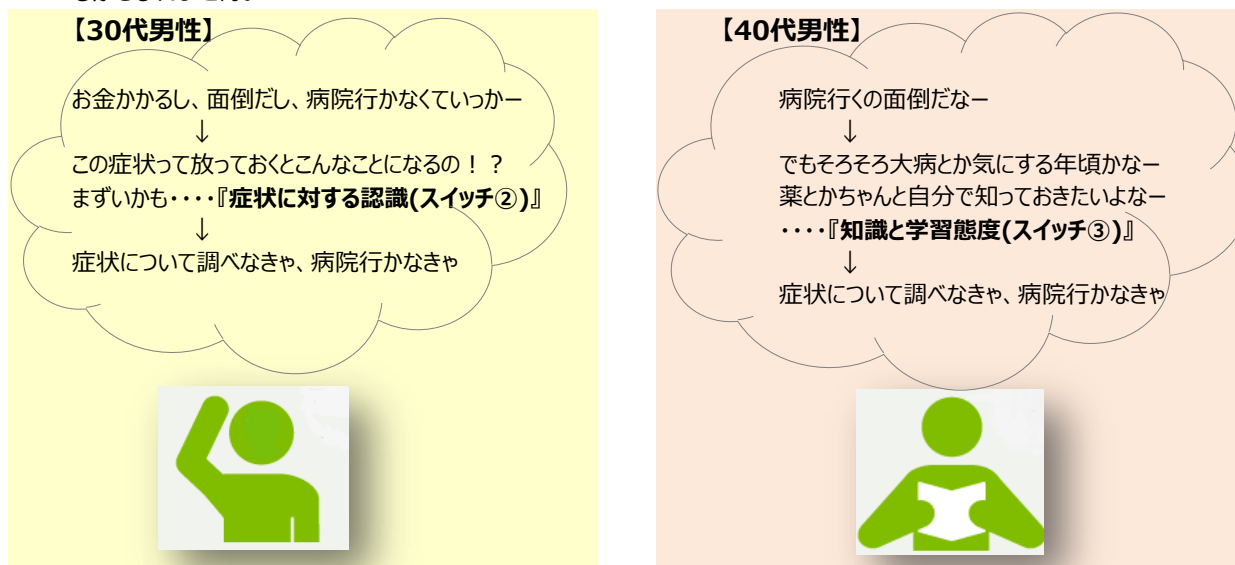 【30代男性】
お金かかるし、面倒だし、病院行かなくていっかー
↓
この症状って放っておくとこんなことになるの！？
まずいかも・・・・『症状に対する認識(スイッチ②)』
↓
症状について調べなきゃ、病院行かなきゃ
【40代男性】
病院行くの面倒だなー
↓
でもそろそろ大病とか気にする年頃かなー
薬とかちゃんと自分で知っておきたいよなー
・・・・『知識と学習態度(スイッチ③)』
↓
症状について調べなきゃ、病院行かなきゃ